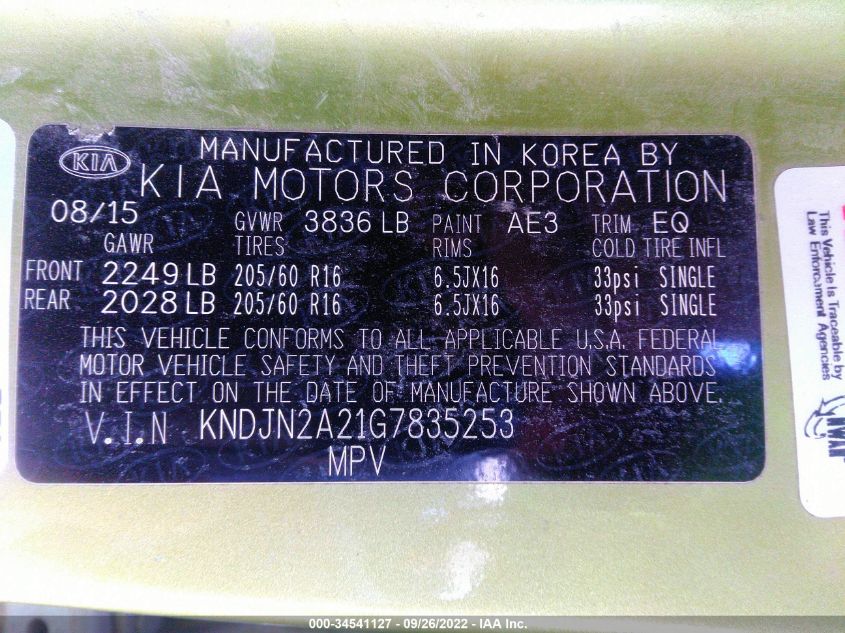 KIA
MANUFACTURED IN KOREA BY
KIA MOTORS CORPORATION
08/15 GVWR 3836 LB PAINT AE3 TRIM EQ
GAWR TIRES RIMS COLD TIRE INFL
FRONT 2249 LB 205/60 R16 6.5JX16 33psi SINGLE
REAR 2028 LB 205/60 R16 6.5JX16 33psi SINGLE
THIS VEHICLE CONFORMS TO ALL APPLICABLE U.S.A. FEDERAL
MOTOR VEHICLE SAFETY AND THEFT PREVENTION STANDARDS
IN EFFECT ON THE DATE OF MANUFACTURE SHOWN ABOVE.
V.I.N KNDJN2A21G7835253
MPV
This Vehicle Is Traceable by
Law Enforcement Agencies
000-34541127 - 09/26/2022 - IAA Inc.